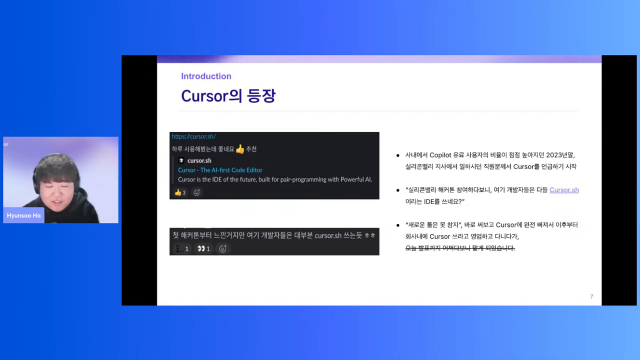 Introduction
Cursor의 등장
https://cursor.sh/
하루 사용해봤는데 좋네요 👍 추천
cursor.sh
Cursor - The AI-first Code Editor
Cursor is the IDE of the future, built for pair-programming with Powerful AI.
👍 3
첫 해커톤부터 느낀거지만 여기 개발자들은 대부분 cursor.sh 쓰는듯 ㅎㅎ
1 👀 1
● 사내에서 Copilot 유료 사용자의 비율이 점점 높아지던 2023년말,
실리콘밸리 지사에서 일하시던 직원분께서 Cursor를 언급하기 시작
● "실리콘밸리 해커톤 참여하다보니, 여기 개발자들은 다들 Cursor.sh
이라는 IDE를 쓰네요?"
● "새로운 툴은 못 참지", 바로 써보고 Cursor에 완전 빠져서 이후부터
회사내에 Cursor 쓰라고 영업하고 다니다가,
오늘 발표까지 어쩌다보니 맡게 되었습니다.
Hyunsoo Ho
7